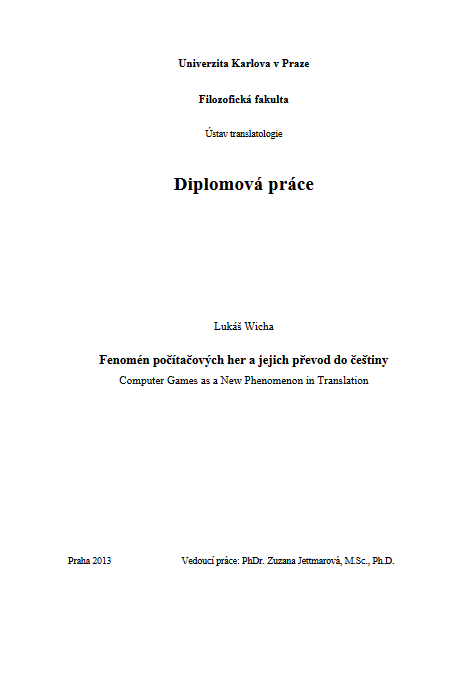 Univerzita Karlova v Praze
Filozofická fakulta
Ústav translatologie
Diplomová práce
Lukáš Wicha
Fenomén počítačových her a jejich převod do češtiny
Computer Games as a New Phenomenon in Translation
Praha 2013 Vedoucí práce: PhDr. Zuzana Jettmarová, M.Sc., Ph.D.